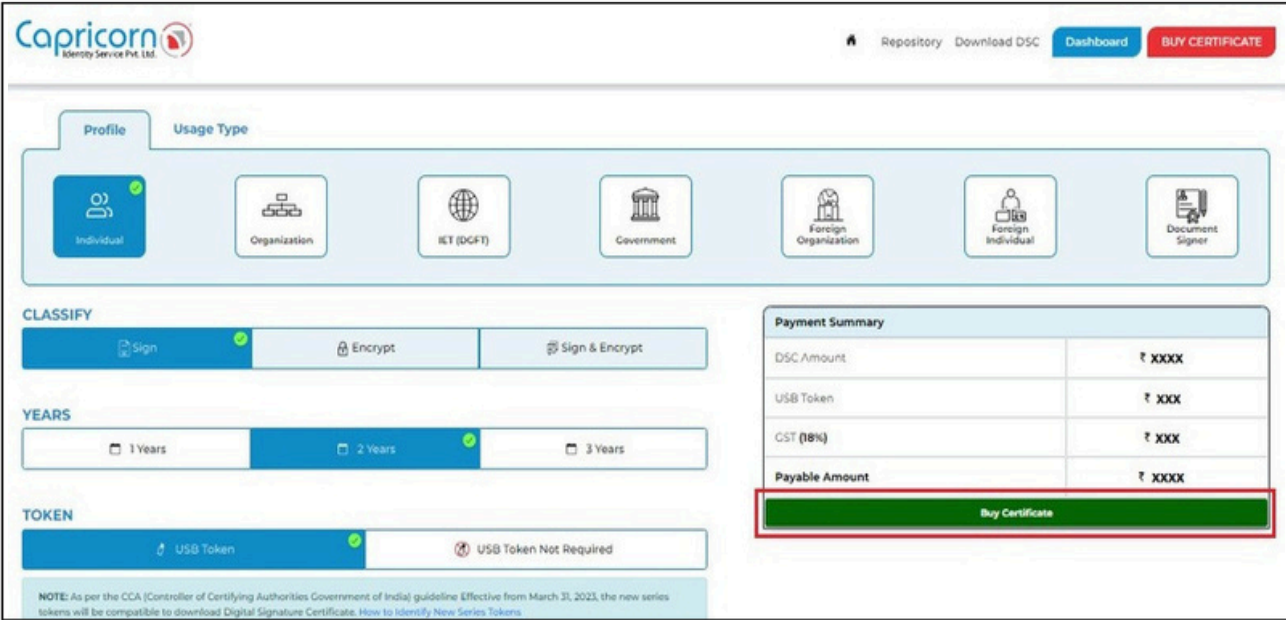 Capricorn
Identity Service Pvt. Ltd.
Repository Download DSC Dashboard BUY CERTIFICATE
Profile Usage Type
Individual
Organization
IET (DGFT)
Government
Foreign
Organization
Foreign
Individual
Document
Signer
CLASSIFY
Sign Encrypt Sign & Encrypt
YEARS
1 Years 2 Years 3 Years
TOKEN
USB Token USB Token Not Required
NOTE: As per the CCA (Controller of Certifying Authorities Government of India) guideline Effective from March 31, 2023, the new series
tokens will be compatible to download Digital Signature Certificate. How to Identify New Series Tokens
Payment Summary
DSC Amount ₹ XXXX
USB Token ₹ XXX
GST (18%) ₹ XXX
Payable Amount ₹ XXXX
Buy Certificate